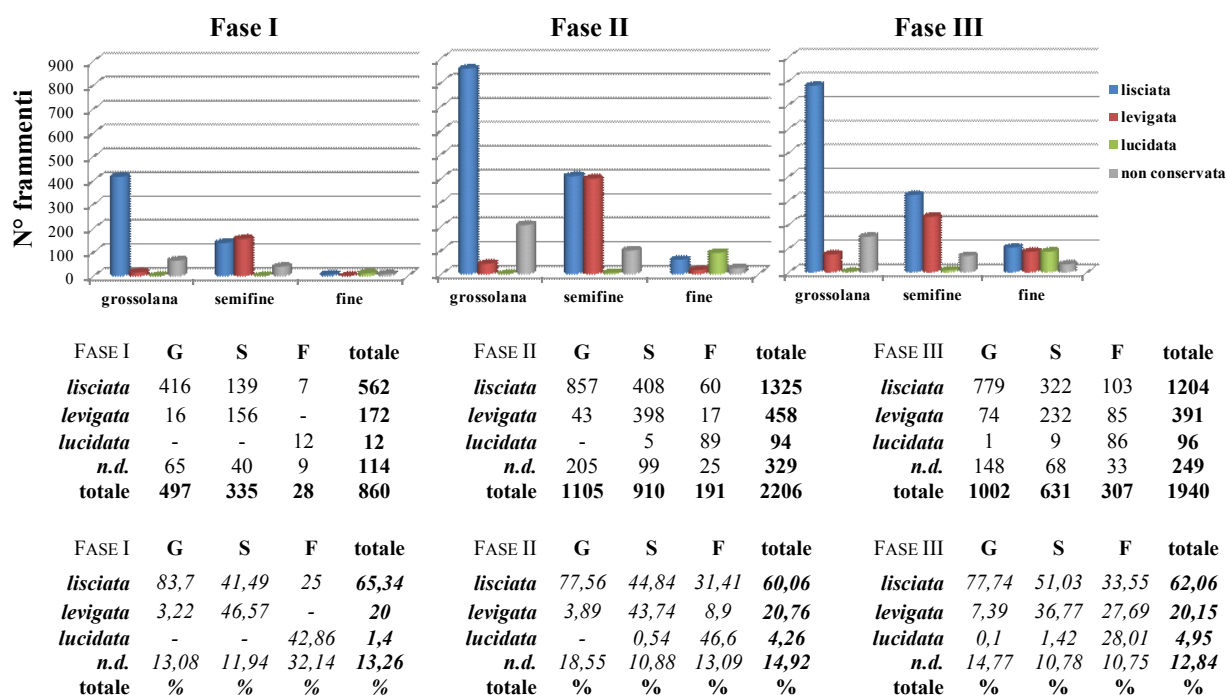 Fase I Fase II Fase III
900
800
700
600
500
400
300
200
100
0
N° frammenti
grossolana semifine fine
grossolana semifine fine
grossolana semifine fine
lisciata
levigata
lucidata
non conservata
FASE I G S F totale FASE II G S F totale FASE III G S F totale
lisciata 416 139 7 562 lisciata 857 408 60 1325 lisciata 779 322 103 1204
levigata 16 156 - 172 levigata 43 398 17 458 levigata 74 232 85 391
lucidata - - 12 12 lucidata - 5 89 94 lucidata 1 9 86 96
n.d. 65 40 9 114 n.d. 205 99 25 329 n.d. 148 68 33 249
totale 497 335 28 860 totale 1105 910 191 2206 totale 1002 631 307 1940
FASE I G S F totale FASE II G S F totale FASE III G S F totale
lisciata 83,7 41,49 25 65,34 lisciata 77,56 44,84 31,41 60,06 lisciata 77,74 51,03 33,55 62,06
levigata 3,22 46,57 - 20 levigata 3,89 43,74 8,9 20,76 levigata 7,39 36,77 27,69 20,15
lucidata - - 42,86 1,4 lucidata - 0,54 46,6 4,26 lucidata 0,1 1,42 28,01 4,95
n.d. 13,08 11,94 32,14 13,26 n.d. 18,55 10,88 13,09 14,92 n.d. 14,77 10,78 10,75 12,84
totale % % % % totale % % % % totale % % % %